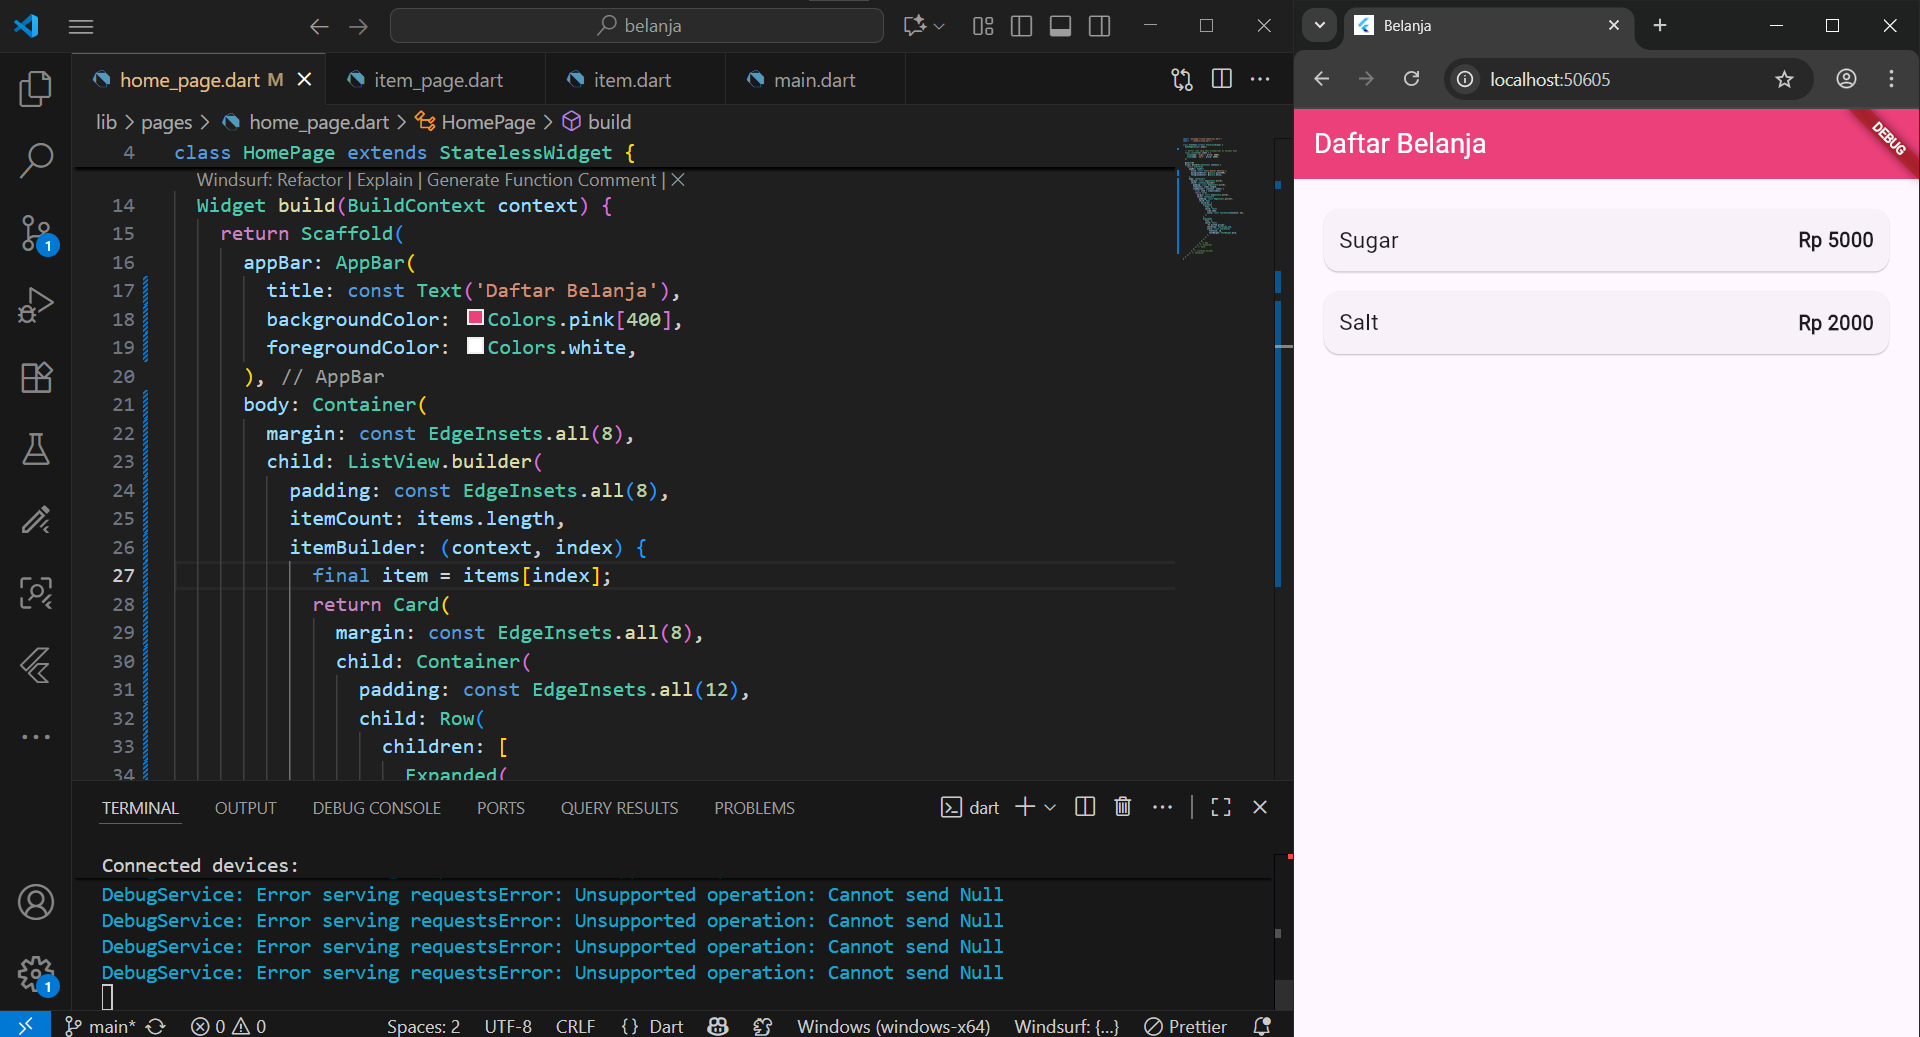 belanja
home_page.dart M
item_page.dart
item.dart
main.dart
lib > pages > home_page.dart > HomePage > build
4 class HomePage extends StatelessWidget {
Windsurf: Refactor | Explain | Generate Function Comment | ×
14 Widget build(BuildContext context) {
15 return Scaffold(
16 appBar: AppBar(
17 title: const Text('Daftar Belanja'),
18 backgroundColor: Colors.pink[400],
19 foregroundColor: Colors.white,
20 ), // AppBar
21 body: Container(
22 margin: const EdgeInsets.all(8),
23 child: ListView.builder(
24 padding: const EdgeInsets.all(8),
25 itemCount: items.length,
26 itemBuilder: (context, index) {
27 final item = items[index];
28 return Card(
29 margin: const EdgeInsets.all(8),
30 child: Container(
31 padding: const EdgeInsets.all(12),
32 child: Row(
33 children: [
34 Expanded(
TERMINAL OUTPUT DEBUG CONSOLE PORTS QUERY RESULTS PROBLEMS
dart
Connected devices:
DebugService: Error serving requestsError: Unsupported operation: Cannot send Null
DebugService: Error serving requestsError: Unsupported operation: Cannot send Null
DebugService: Error serving requestsError: Unsupported operation: Cannot send Null
DebugService: Error serving requestsError: Unsupported operation: Cannot send Null
1
1
main* 0 0 Spaces: 2 UTF-8 CRLF {} Dart Windows (windows-x64) Windsurf: {...} Prettier
Belanja
localhost:50605
Daftar Belanja
DEBUG
Sugar Rp 5000
Salt Rp 2000